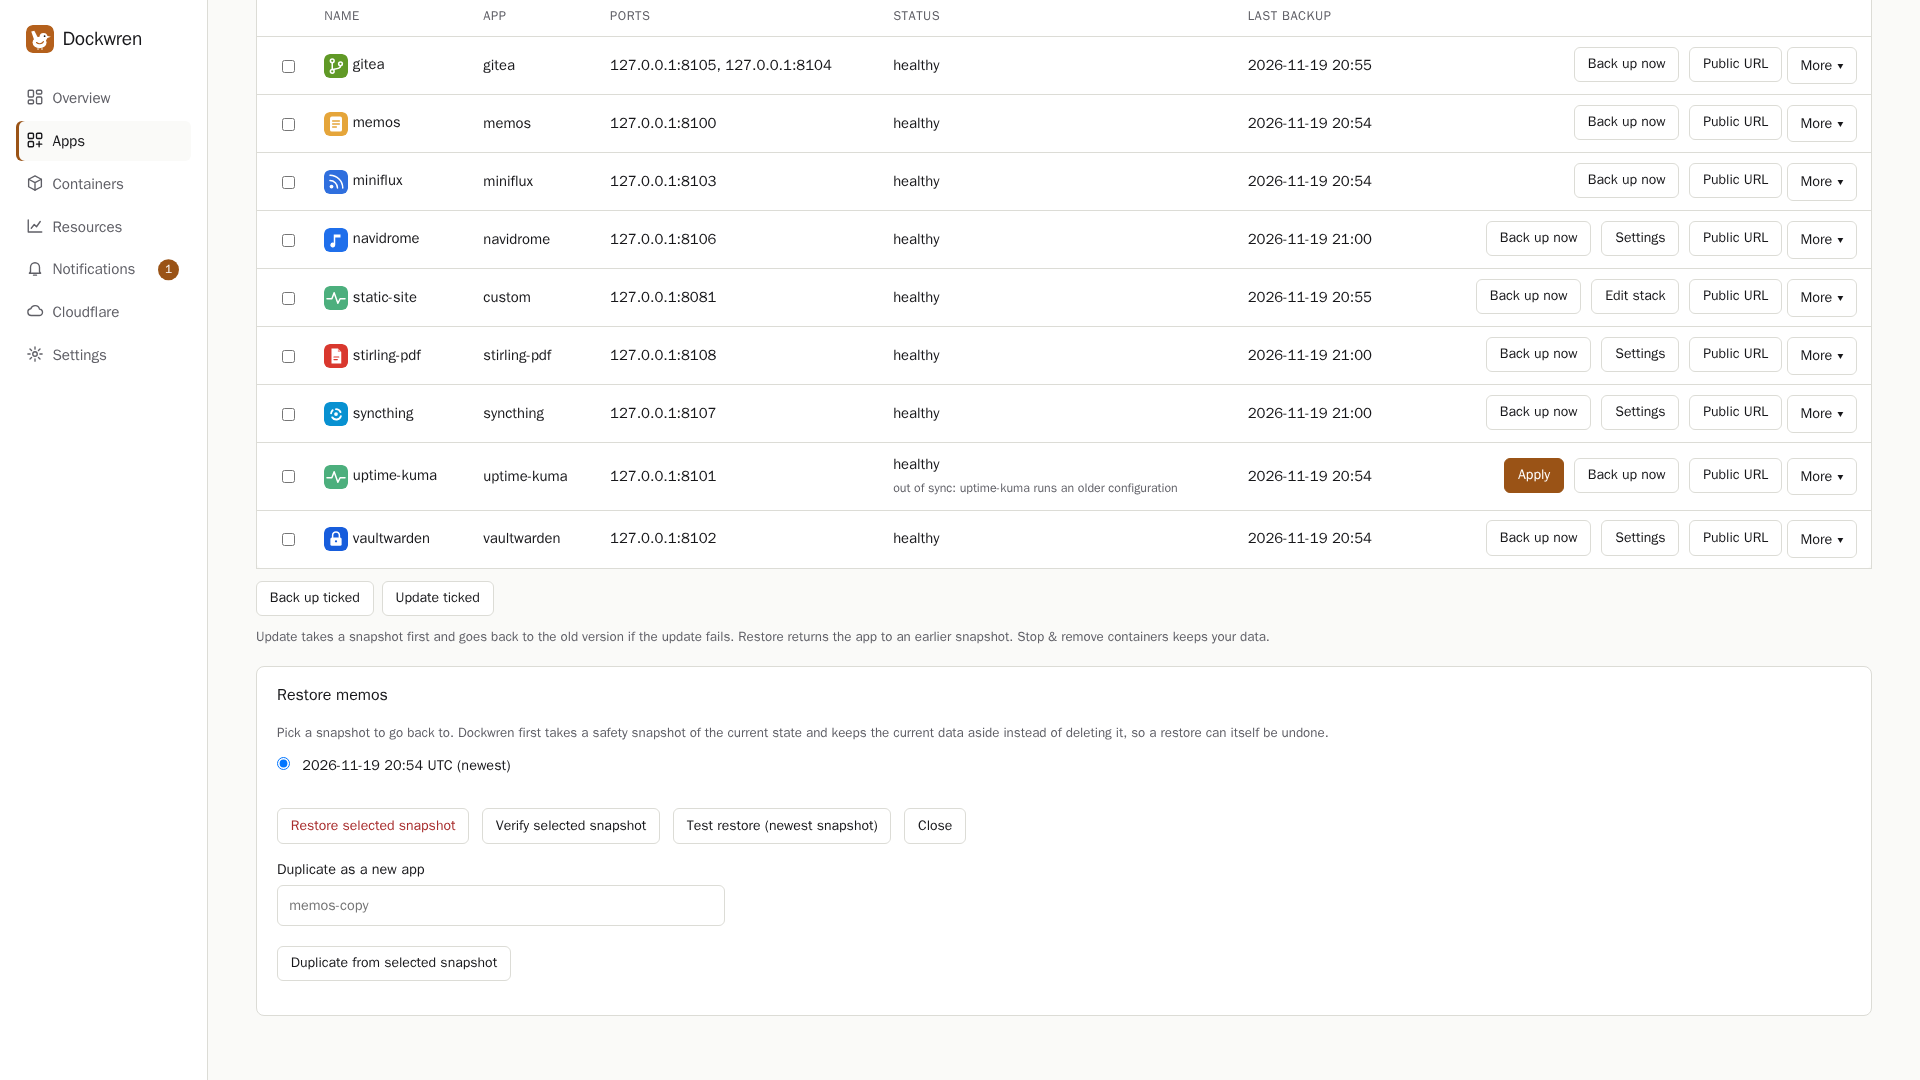 Dockwren
Overview
Apps
Containers
Resources
Notifications 1
Cloudflare
Settings
NAME APP PORTS STATUS LAST BACKUP
gitea gitea 127.0.0.1:8105, 127.0.0.1:8104 healthy 2026-11-19 20:55 Back up now Public URL More ▾
memos memos 127.0.0.1:8100 healthy 2026-11-19 20:54 Back up now Public URL More ▾
miniflux miniflux 127.0.0.1:8103 healthy 2026-11-19 20:54 Back up now Public URL More ▾
navidrome navidrome 127.0.0.1:8106 healthy 2026-11-19 21:00 Back up now Settings Public URL More ▾
static-site custom 127.0.0.1:8081 healthy 2026-11-19 20:55 Back up now Edit stack Public URL More ▾
stirling-pdf stirling-pdf 127.0.0.1:8108 healthy 2026-11-19 21:00 Back up now Settings Public URL More ▾
syncthing syncthing 127.0.0.1:8107 healthy 2026-11-19 21:00 Back up now Settings Public URL More ▾
uptime-kuma uptime-kuma 127.0.0.1:8101 healthy 2026-11-19 20:54 Apply Back up now Public URL More ▾
out of sync: uptime-kuma runs an older configuration
vaultwarden vaultwarden 127.0.0.1:8102 healthy 2026-11-19 20:54 Back up now Settings Public URL More ▾
Back up ticked Update ticked
Update takes a snapshot first and goes back to the old version if the update fails. Restore returns the app to an earlier snapshot. Stop & remove containers keeps your data.
Restore memos
Pick a snapshot to go back to. Dockwren first takes a safety snapshot of the current state and keeps the current data aside instead of deleting it, so a restore can itself be undone.
2026-11-19 20:54 UTC (newest)
Restore selected snapshot Verify selected snapshot Test restore (newest snapshot) Close
Duplicate as a new app
memos-copy
Duplicate from selected snapshot